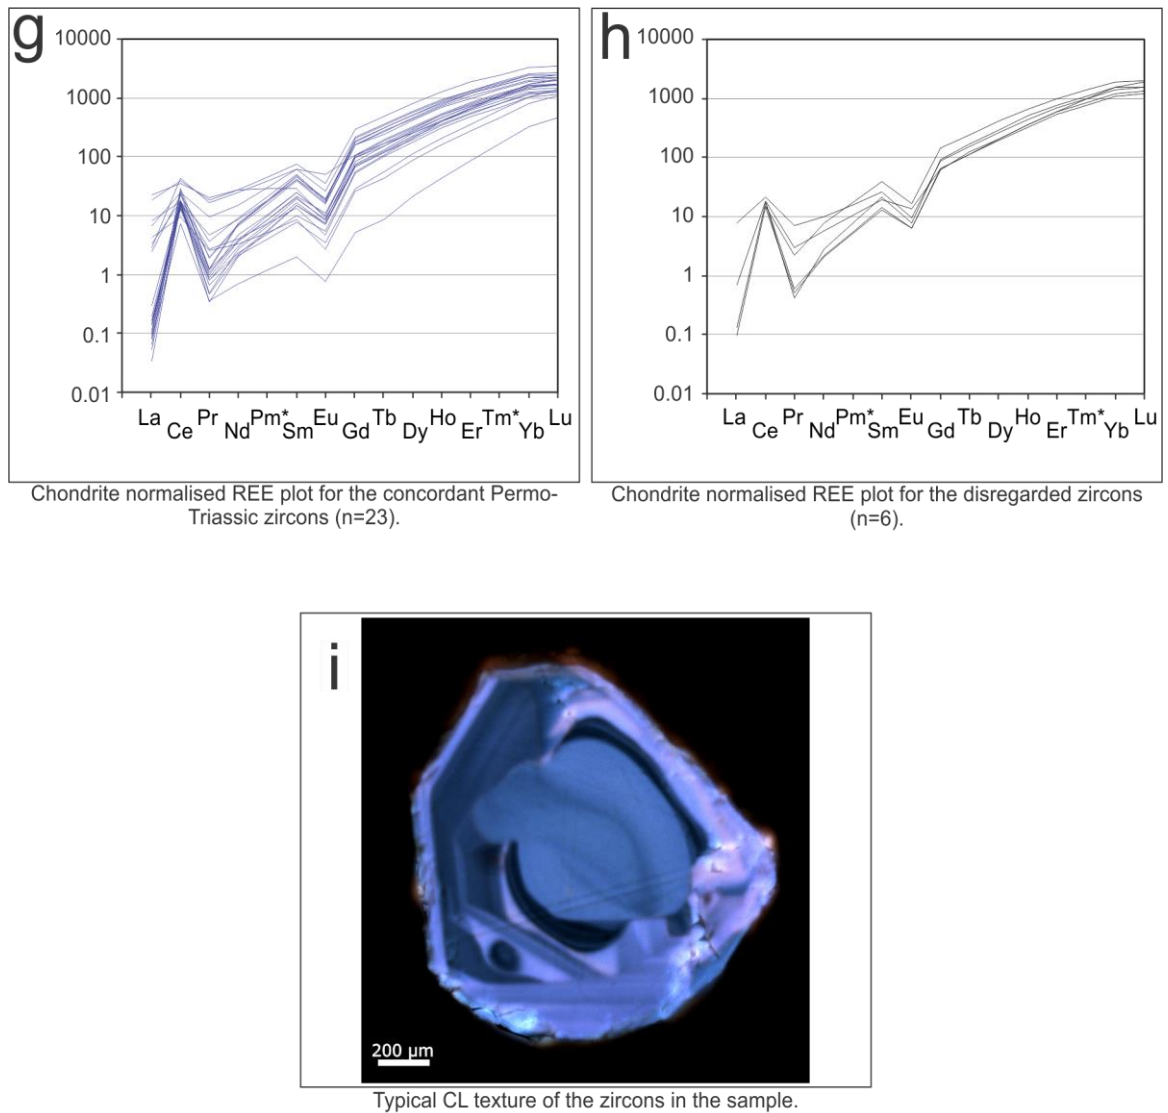 g
10000
1000
100
10
1
0.1
0.01
La Ce Pr Nd Pm* Sm Eu Gd Tb Dy Ho Er Tm* Yb Lu
Chondrite normalised REE plot for the concordant Permo-
Triassic zircons (n=23).
h
10000
1000
100
10
1
0.1
0.01
La Ce Pr Nd Pm* Sm Eu Gd Tb Dy Ho Er Tm* Yb Lu
Chondrite normalised REE plot for the disregarded zircons
(n=6).
i
200 µm
Typical CL texture of the zircons in the sample.